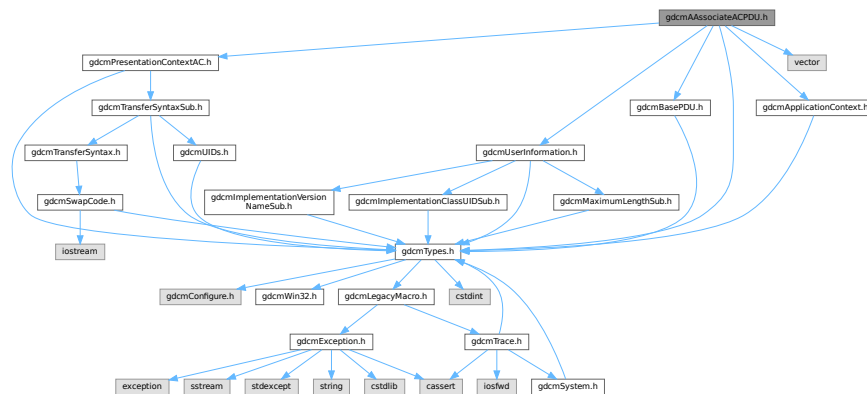 gdcmAAssociateACPDU.h
gdcmPresentationContextAC.h
vector
gdcmTransferSyntaxSub.h
gdcmBasePDU.h
gdcmApplicationContext.h
gdcmTransferSyntax.h
gdcmUIDs.h
gdcmUserInformation.h
gdcmSwapCode.h
gdcmImplementationVersion
NameSub.h
gdcmImplementationClassUIDSub.h
gdcmMaximumLengthSub.h
iostream
gdcmTypes.h
gdcmConfigure.h
gdcmWin32.h
gdcmLegacyMacro.h
cstdint
gdcmException.h
gdcmTrace.h
exception
sstream
stdexcept
string
cstdlib
cassert
iosfwd
gdcmSystem.h